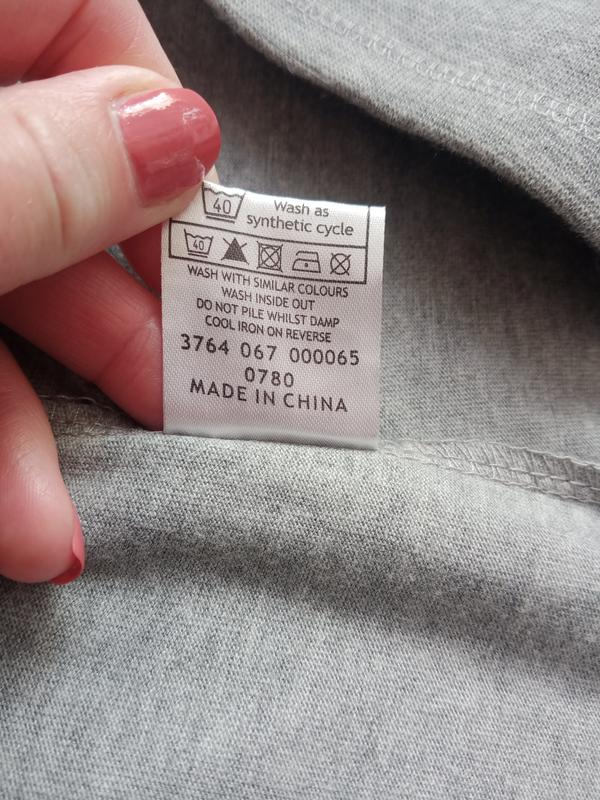 40 Wash as
synthetic cycle
40
WASH WITH SIMILAR COLOURS
WASH INSIDE OUT
DO NOT PILE WHILST DAMP
COOL IRON ON REVERSE
3764 067 000065
0780
MADE IN CHINA